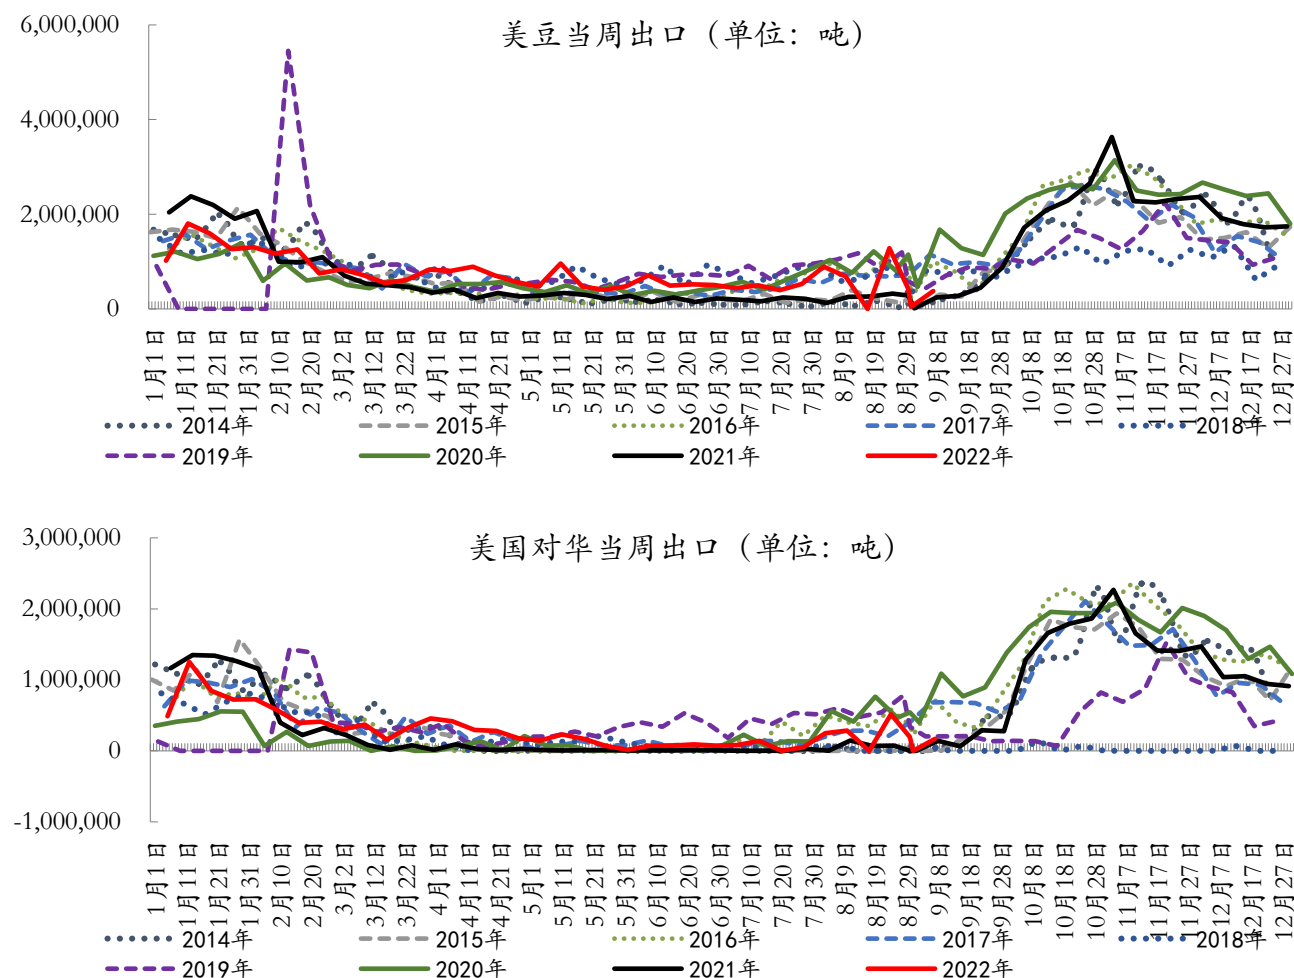 美豆当周出口（单位：吨）
6,000,000
4,000,000
2,000,000
0
1月1日 1月11日 1月21日 1月31日 2月10日 2月20日 3月2日 3月12日 3月22日 4月1日 4月11日 4月21日 5月1日 5月11日 5月21日 5月31日 6月10日 6月20日 6月30日 7月10日 7月20日 7月30日 8月9日 8月19日 8月29日 9月8日 9月18日 9月28日 10月8日 10月18日 10月28日 11月7日 11月17日 11月27日 12月7日 12月17日 12月27日
2014年 2015年 2016年 2017年 2018年
2019年 2020年 2021年 2022年
美国对华当周出口（单位：吨）
3,000,000
2,000,000
1,000,000
0
-1,000,000
1月1日 1月11日 1月21日 1月31日 2月10日 2月20日 3月2日 3月12日 3月22日 4月1日 4月11日 4月21日 5月1日 5月11日 5月21日 5月31日 6月10日 6月20日 6月30日 7月10日 7月20日 7月30日 8月9日 8月19日 8月29日 9月8日 9月18日 9月28日 10月8日 10月18日 10月28日 11月7日 11月17日 11月27日 12月7日 12月17日 12月27日
2014年 2015年 2016年 2017年 2018年
2019年 2020年 2021年 2022年